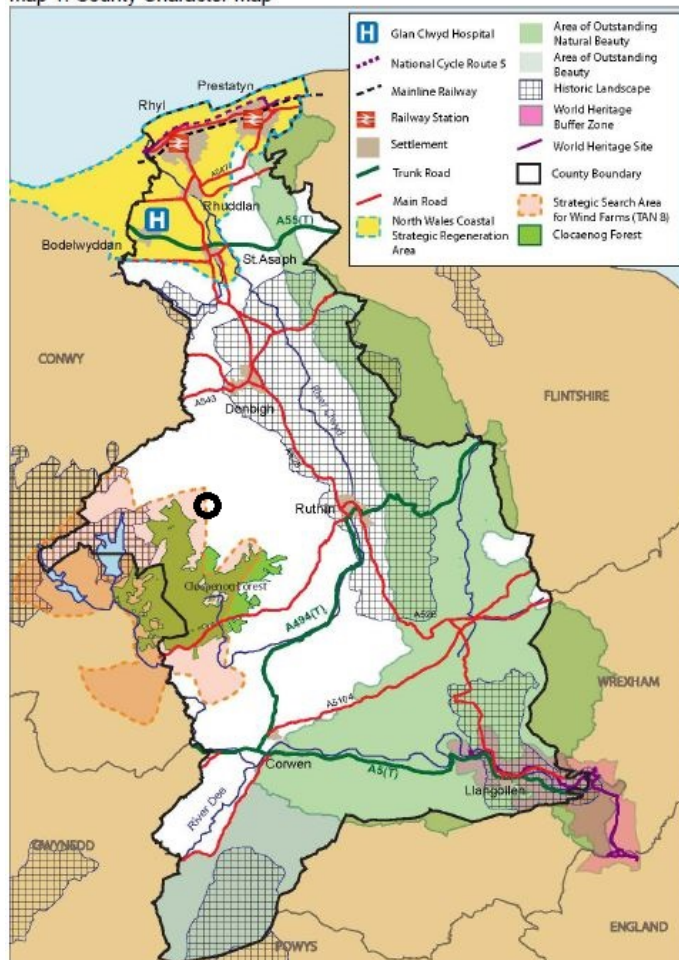 Map 1: County Character Map
Glan Clwyd Hospital
National Cycle Route 5
Mainline Railway
Railway Station
Settlement
Trunk Road
Main Road
North Wales Coastal
Strategic Regeneration
Area
Area of Outstanding
Natural Beauty
Area of Outstanding
Beauty
Historic Landscape
World Heritage
Buffer Zone
World Heritage Site
County Boundary
Strategic Search Area
for Wind Farms (TAN 8)
Clocaenog Forest
Prestatyn
Rhyl
Rhuddlan
H
A55(T)
Bodelwyddan
St.Asaph
CONWY
FLINTSHIRE
River Clwyd
A543
Denbigh
A525
Ruthin
Clocaenog Forest
A494(T)
WREXHAM
A5104
Corwen
A5(T)
Llangollen
River Dee
GWYNEDD
ENGLAND
POWYS